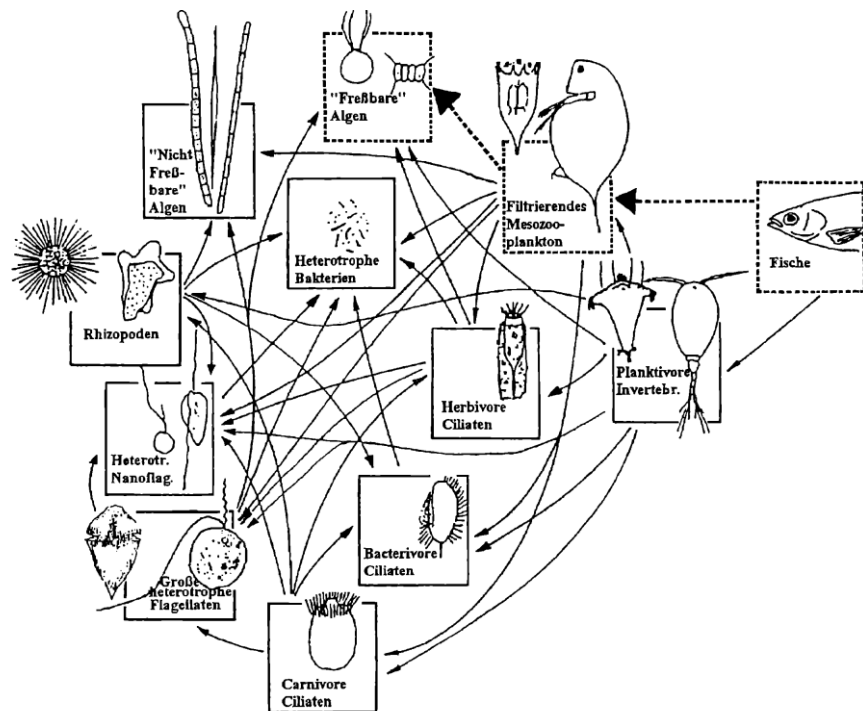 "Freßbare"
Algen
"Nicht
Freß-
bare"
Algen
Filtrierendes
Mesozoo-
plankton
Heterotrophe
Bakterien
Fische
Rhizopoden
Planktivore
Invertebr.
Herbivore
Ciliaten
Heterotr.
Nanoflag.
Bacterivore
Ciliaten
Große
heterotrophe
Flagellaten
Carnivore
Ciliaten